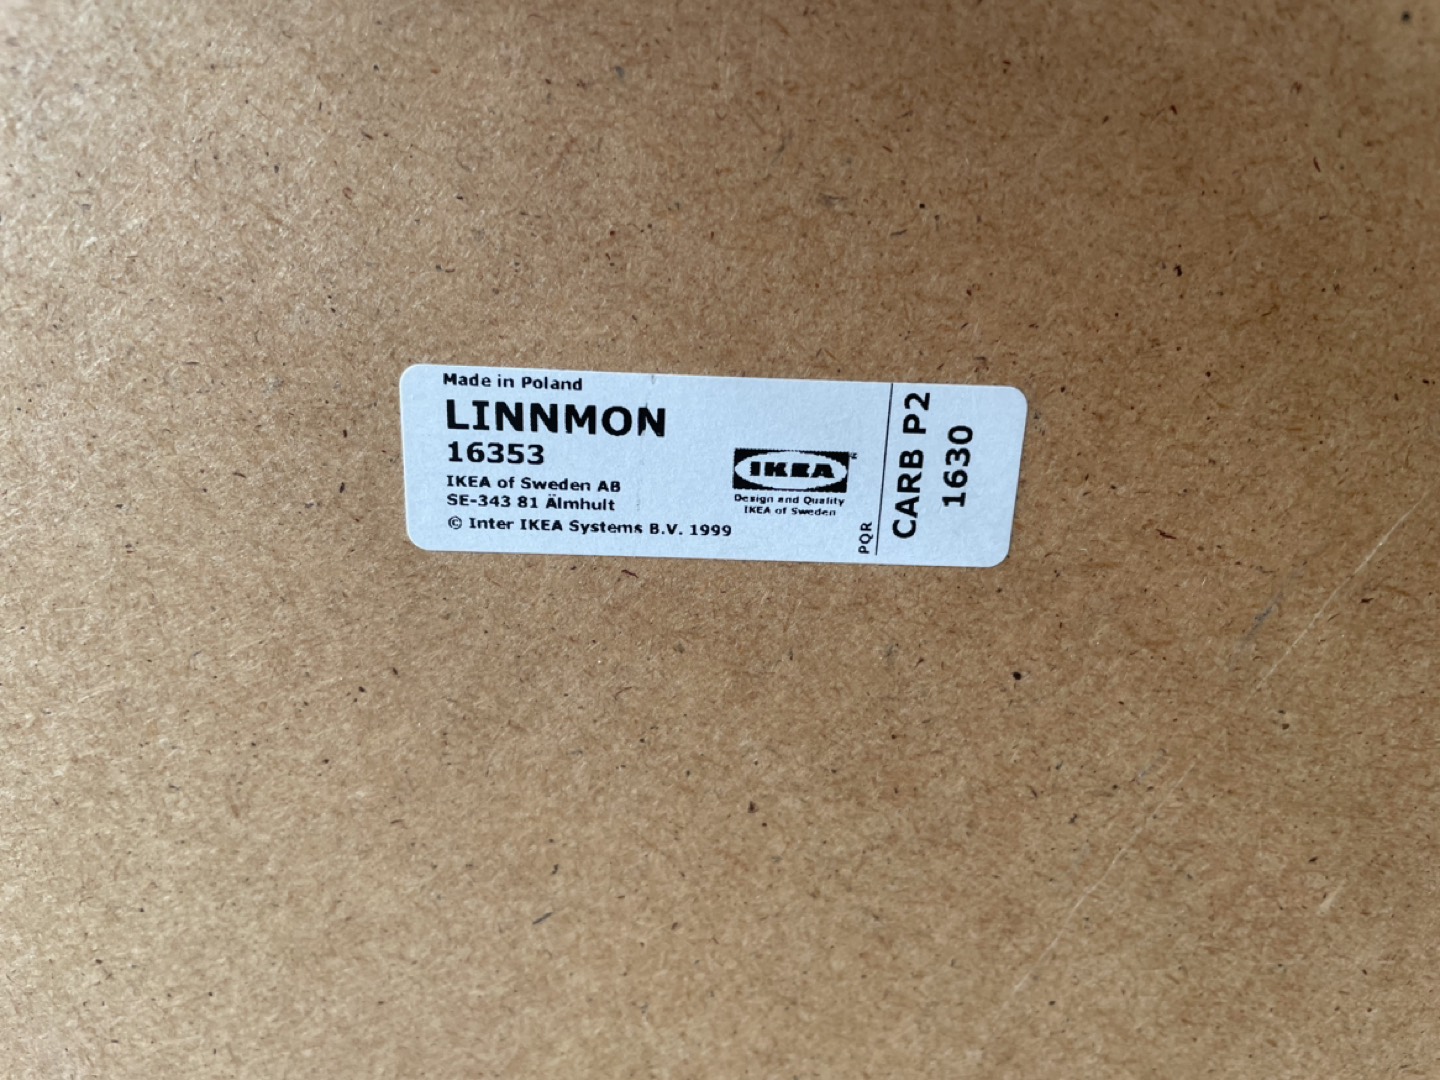 Made in Poland
LINNMON
16353
IKEA of Sweden AB
SE-343 81 Älmhult
© Inter IKEA Systems B.V. 1999
IKEA
Design and Quality
IKEA of Sweden
PQR
CARB P2
1630